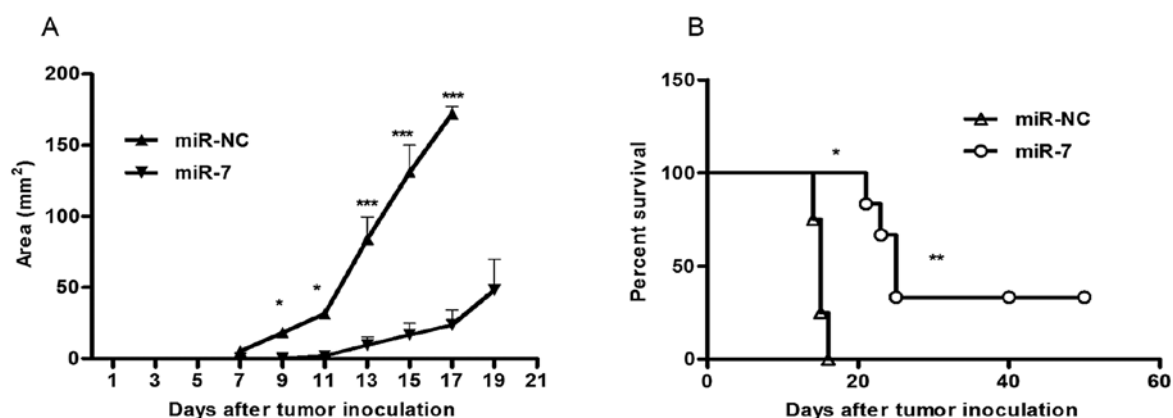 A
200
150
100
50
0
Area (mm²)
miR-NC
miR-7
*
*
***
***
***
1 3 5 7 9 11 13 15 17 19 21
Days after tumor inoculation
B
150
100
50
0
Percent survival
miR-NC
miR-7
*
**
0 20 40 60
Days after tumor inoculation